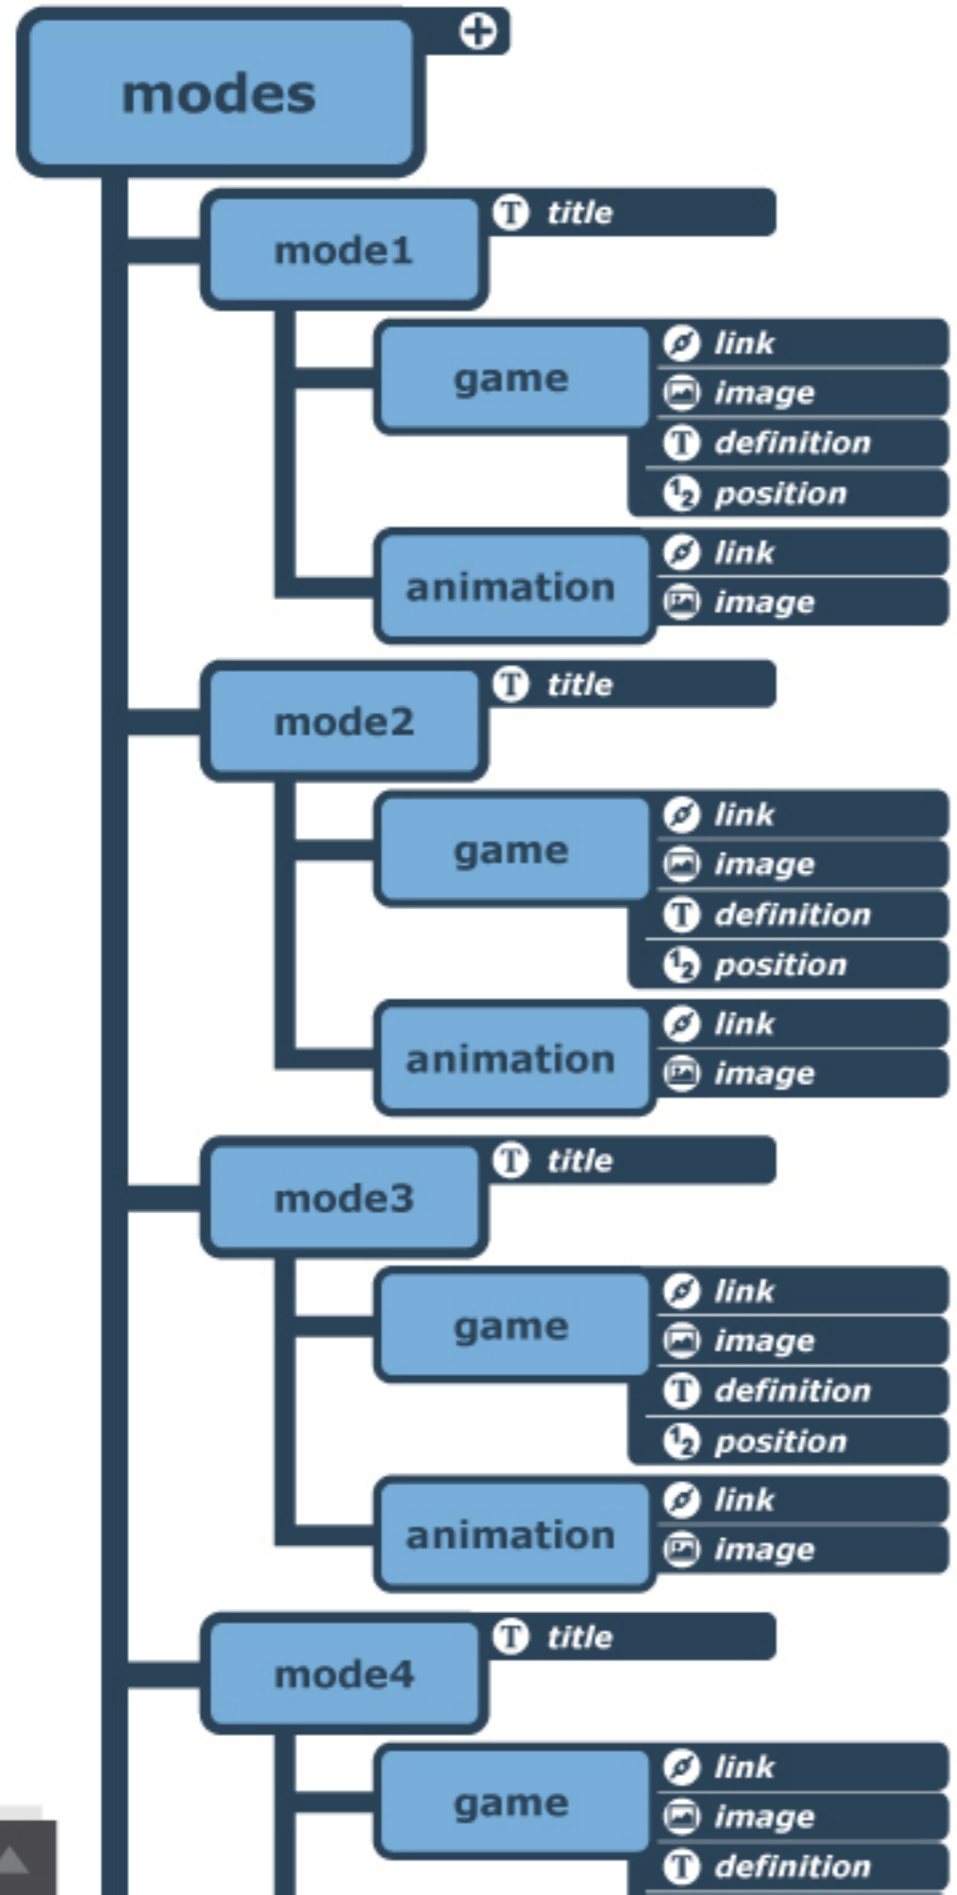 modes
mode1
title
game
link
image
definition
position
animation
link
image
mode2
title
game
link
image
definition
position
animation
link
image
mode3
title
game
link
image
definition
position
animation
link
image
mode4
title
game
link
image
definition